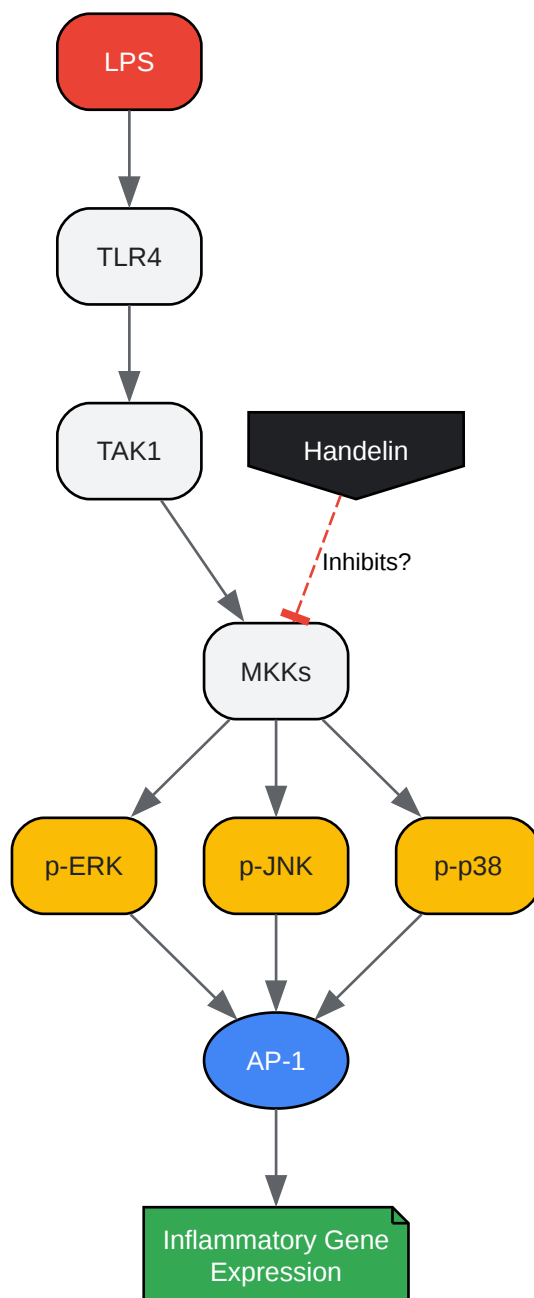 LPS
TLR4
TAK1
Handelin
Inhibits?
MKKs
p-ERK
p-JNK
p-p38
AP-1
Inflammatory Gene
Expression